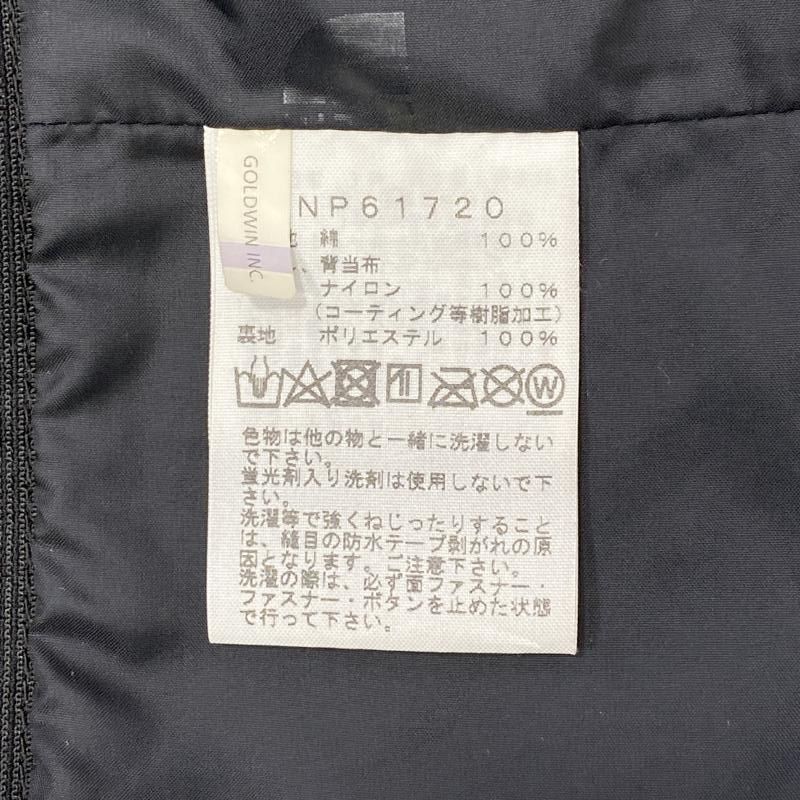 GOLDWIN INC.
NP61720
地 綿 100%
、背当布
ナイロン 100%
(コーティング等樹脂加工)
裏地 ポリエステル 100%
W
色物は他の物と一緒に洗濯しない
で下さい。
蛍光剤入り洗剤は使用しないで下
さい。
洗濯等で強くねじったりすること
は、縫目の防水テープ剥がれの原
因となります。ご注意下さい。
洗濯の際は、必ず面ファスナー・
ファスナー・ボタンを止めた状態
で行って下さい。